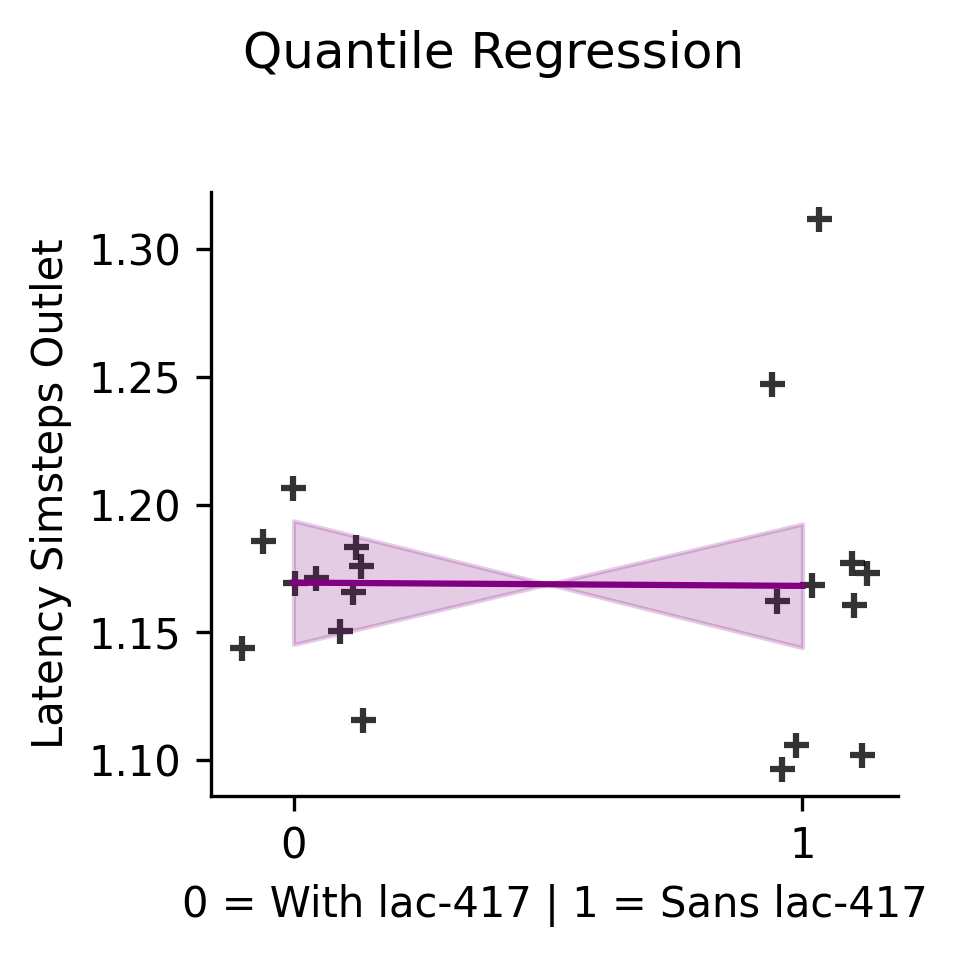 Quantile Regression
Latency Simsteps Outlet
1.30
1.25
1.20
1.15
1.10
0
1
0 = With lac-417 | 1 = Sans lac-417